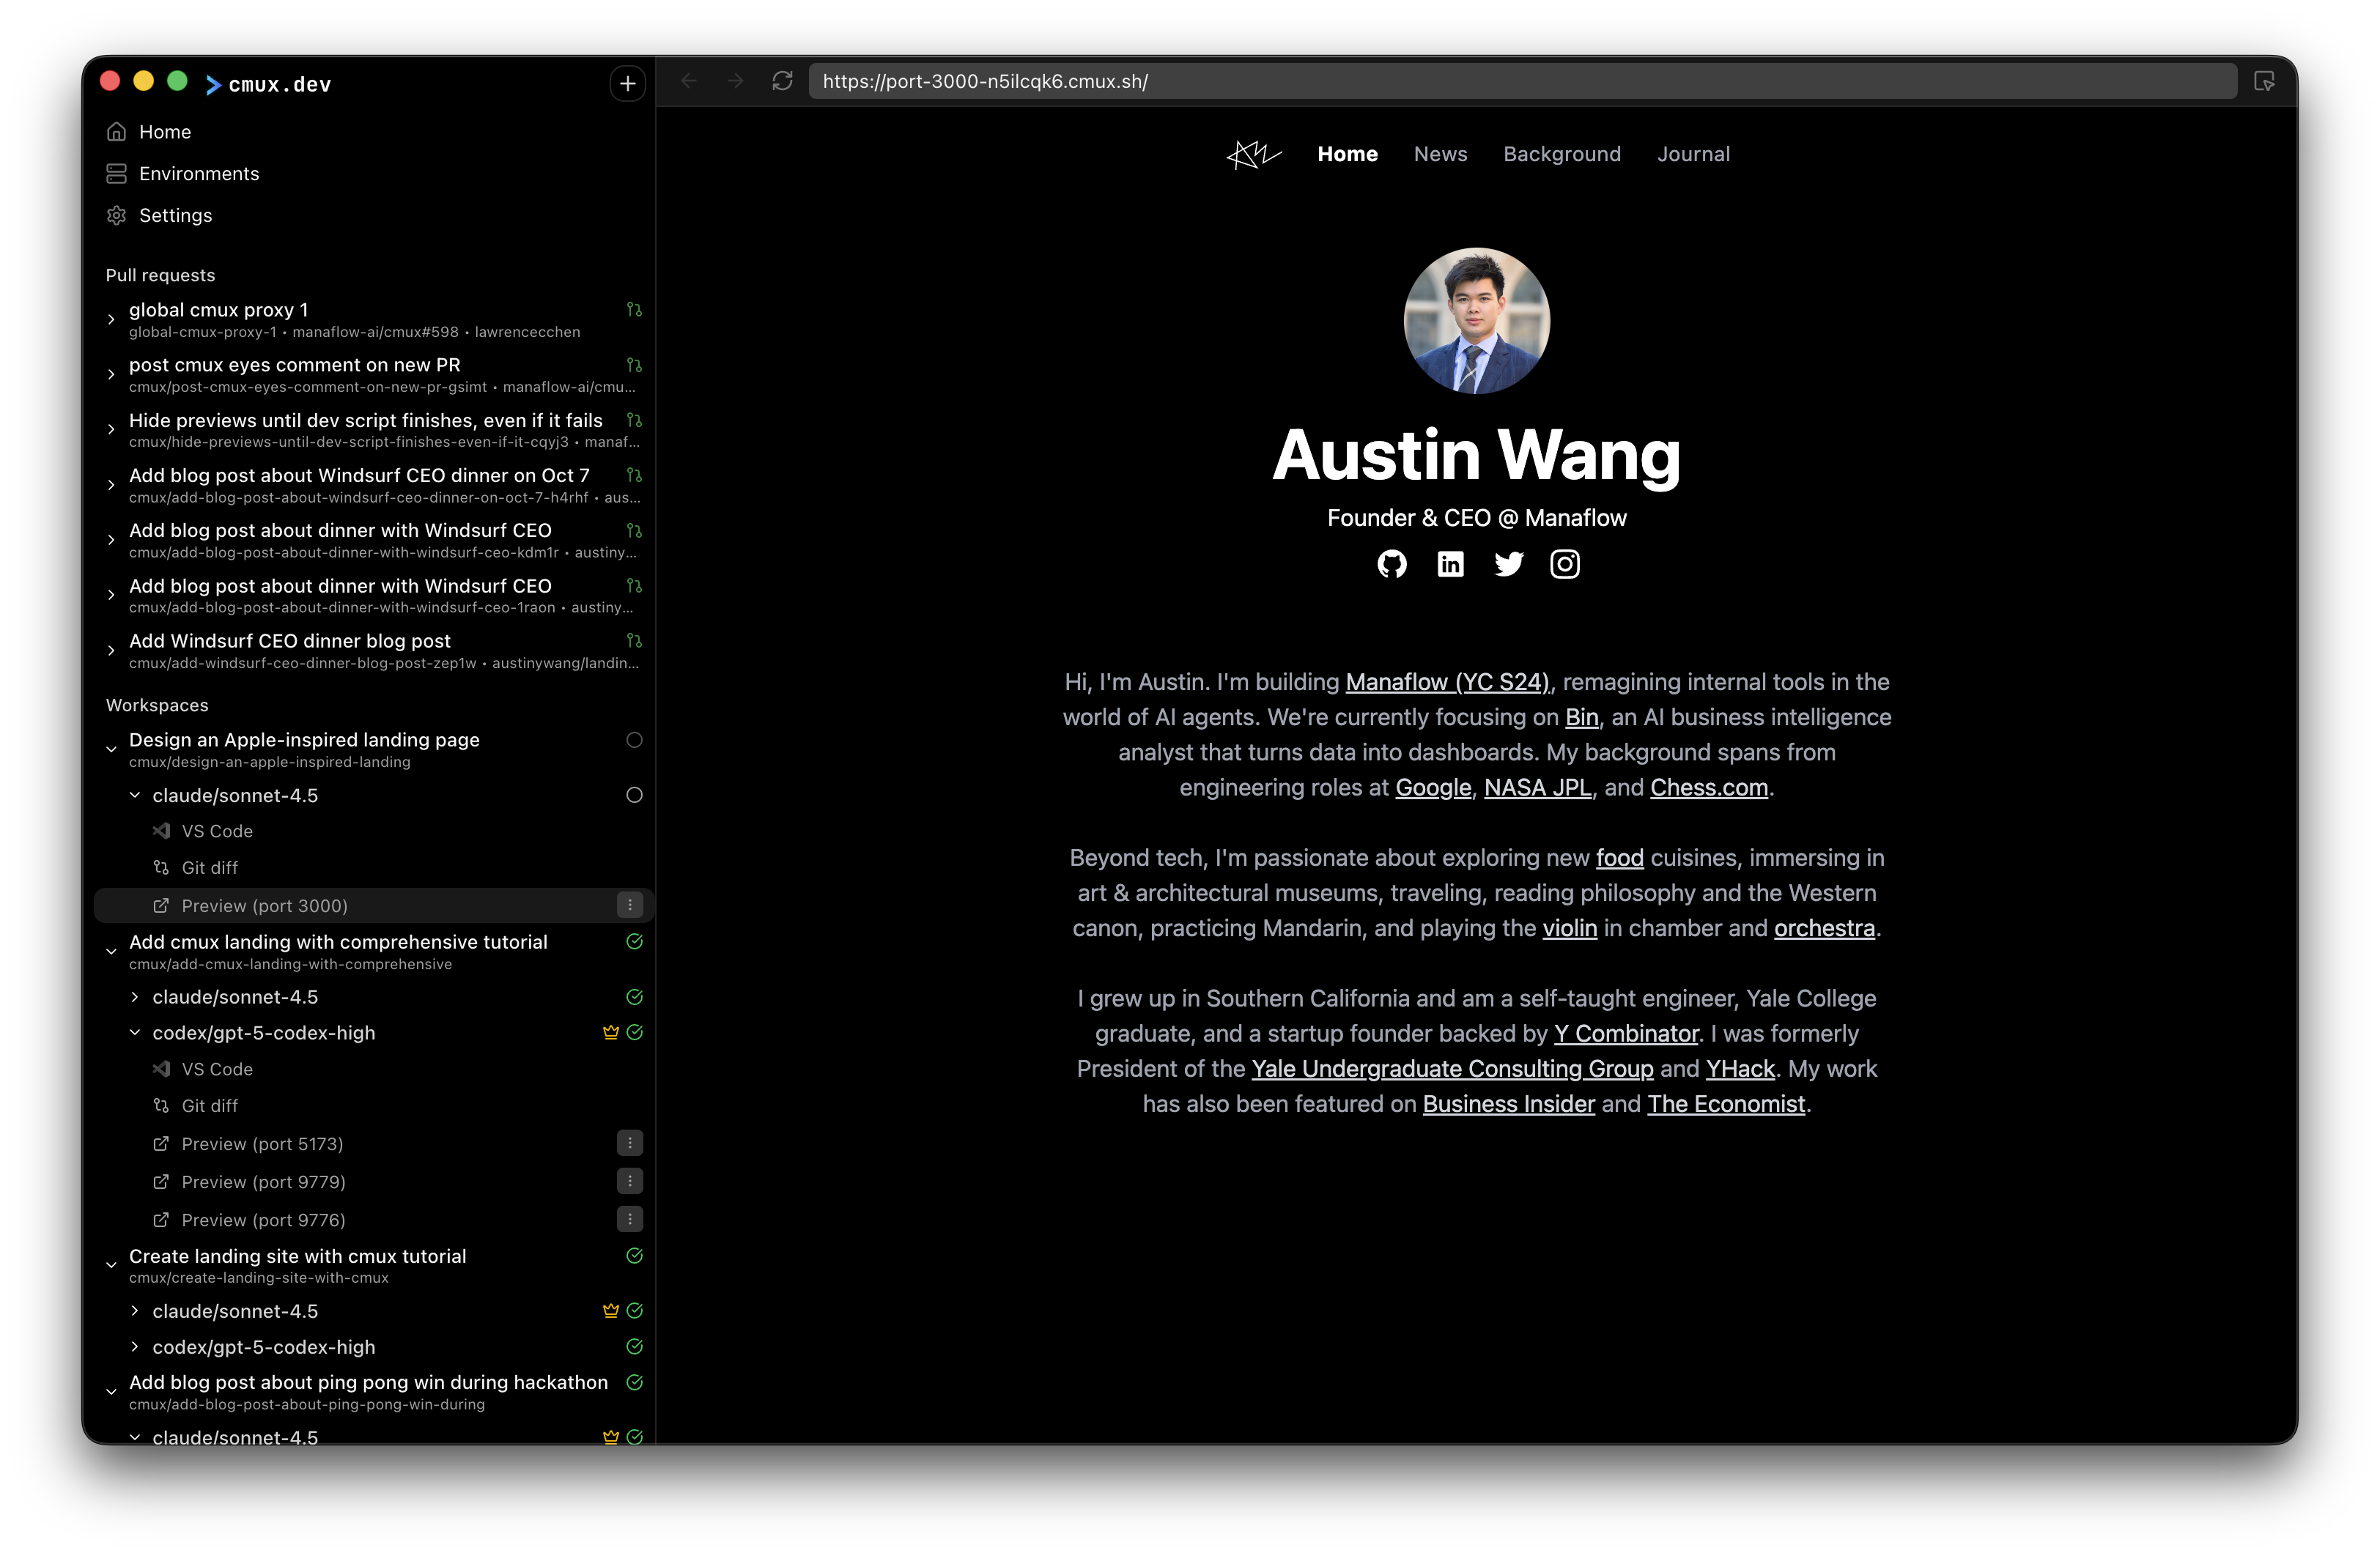 cmux.dev
Home
Environments
Settings
Pull requests
global cmux proxy 1
global-cmux-proxy-1 • manaflow-ai/cmux#598 • lawrencecchen
post cmux eyes comment on new PR
cmux/post-cmux-eyes-comment-on-new-pr-gsimt • manaflow-ai/cmu...
Hide previews until dev script finishes, even if it fails
cmux/hide-previews-until-dev-script-finishes-even-if-it-cqyj3 • manaf...
Add blog post about Windsurf CEO dinner on Oct 7
cmux/add-blog-post-about-windsurf-ceo-dinner-on-oct-7-h4rhf • aus...
Add blog post about dinner with Windsurf CEO
cmux/add-blog-post-about-dinner-with-windsurf-ceo-kdm1r • austiny...
Add blog post about dinner with Windsurf CEO
cmux/add-blog-post-about-dinner-with-windsurf-ceo-1raon • austiny...
Add Windsurf CEO dinner blog post
cmux/add-windsurf-ceo-dinner-blog-post-zep1w • austinywang/landin...
Workspaces
Design an Apple-inspired landing page
cmux/design-an-apple-inspired-landing
claude/sonnet-4.5
VS Code
Git diff
Preview (port 3000)
Add cmux landing with comprehensive tutorial
cmux/add-cmux-landing-with-comprehensive
claude/sonnet-4.5
codex/gpt-5-codex-high
VS Code
Git diff
Preview (port 5173)
Preview (port 9779)
Preview (port 9776)
Create landing site with cmux tutorial
cmux/create-landing-site-with-cmux
claude/sonnet-4.5
codex/gpt-5-codex-high
Add blog post about ping pong win during hackathon
cmux/add-blog-post-about-ping-pong-win-during
claude/sonnet-4.5
https://port-3000-n5ilcqk6.cmux.sh/
Home News Background Journal
Austin Wang
Founder & CEO @ Manaflow
Hi, I'm Austin. I'm building Manaflow (YC S24), remagining internal tools in the
world of AI agents. We're currently focusing on Bin, an AI business intelligence
analyst that turns data into dashboards. My background spans from
engineering roles at Google, NASA JPL, and Chess.com.
Beyond tech, I'm passionate about exploring new food cuisines, immersing in
art & architectural museums, traveling, reading philosophy and the Western
canon, practicing Mandarin, and playing the violin in chamber and orchestra.
I grew up in Southern California and am a self-taught engineer, Yale College
graduate, and a startup founder backed by Y Combinator. I was formerly
President of the Yale Undergraduate Consulting Group and YHack. My work
has also been featured on Business Insider and The Economist.